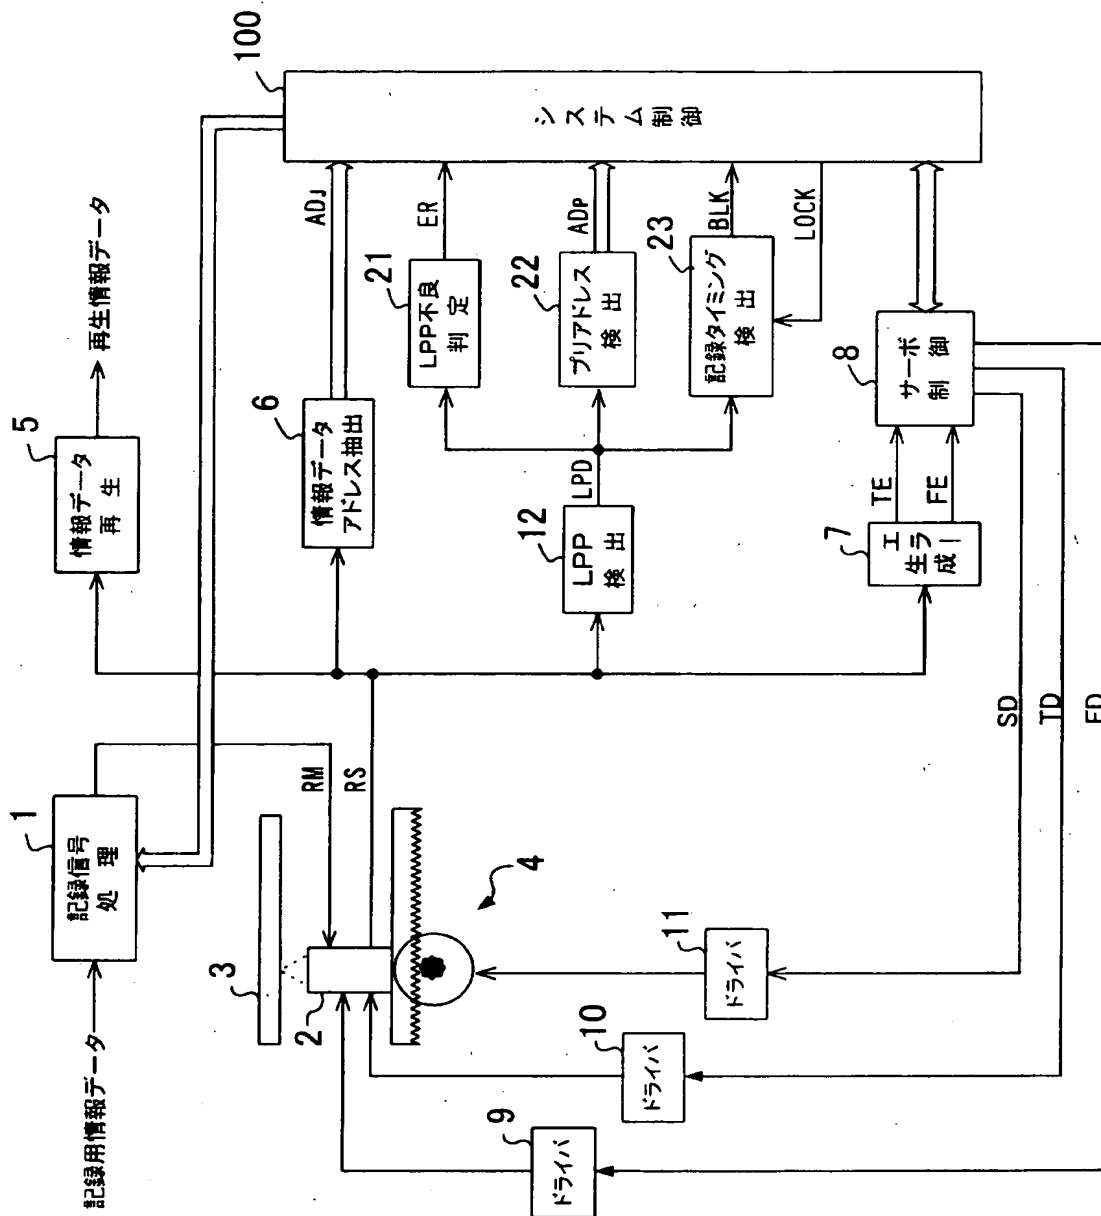 記録用情報データ
1
記録信号
処理
5
情報データ
再生
再生情報データ
100
システム制御
3
2
4
RM
RS
6
情報データ
アドレス抽出
ADJ
21
LPP不良
判定
ER
12
LPP
検出
LPD
22
プリアドレス
検出
ADP
23
記録タイミング
検出
BLK
LOCK
7
エラー
生成
TE
FE
8
サーボ
制御
9
ドライバ
10
ドライバ
11
ドライバ
SD
TD
FD